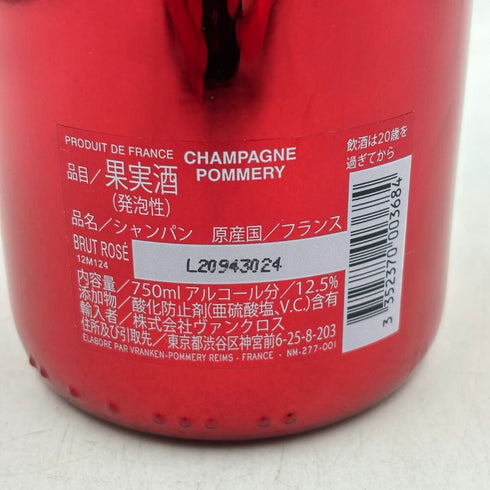 PRODUIT DE FRANCE CHAMPAGNE
POMMERY
飲酒は20歳を
過ぎてから
品目/果実酒
(発泡性)
品名/シャンパン 原産国/フランス
BRUT ROSÉ
12M124
L20943024
内容量/750ml アルコール分/12.5%
添加物/酸化防止剤(亜硫酸塩、V.C.)含有
輸入者/株式会社ヴァンクロス
住所及び引取先/東京都渋谷区神宮前6-25-8-203
ELABORE PAR VRANKEN-POMMERY REIMS - FRANCE - NM-277-001
3 352370 003684